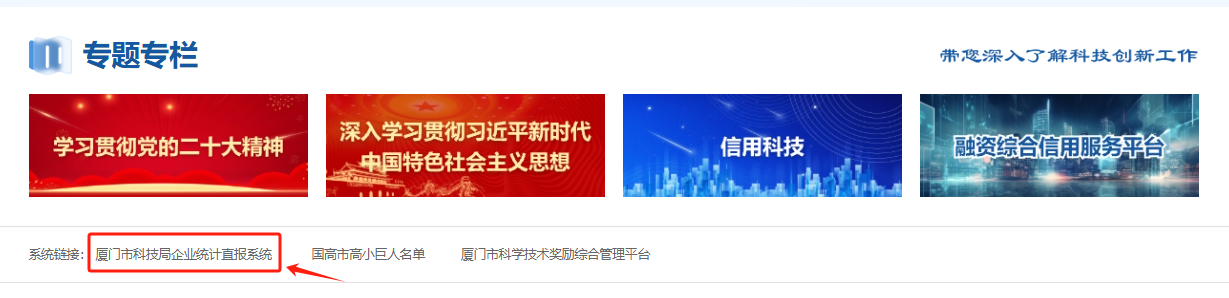 专题专栏
带您深入了解科技创新工作
学习贯彻党的二十大精神
深入学习贯彻习近平新时代
中国特色社会主义思想
信用科技
融资综合信用服务平台
系统链接： 厦门市科技局企业统计直报系统 国高市高小巨人名单 厦门市科学技术奖励综合管理平台